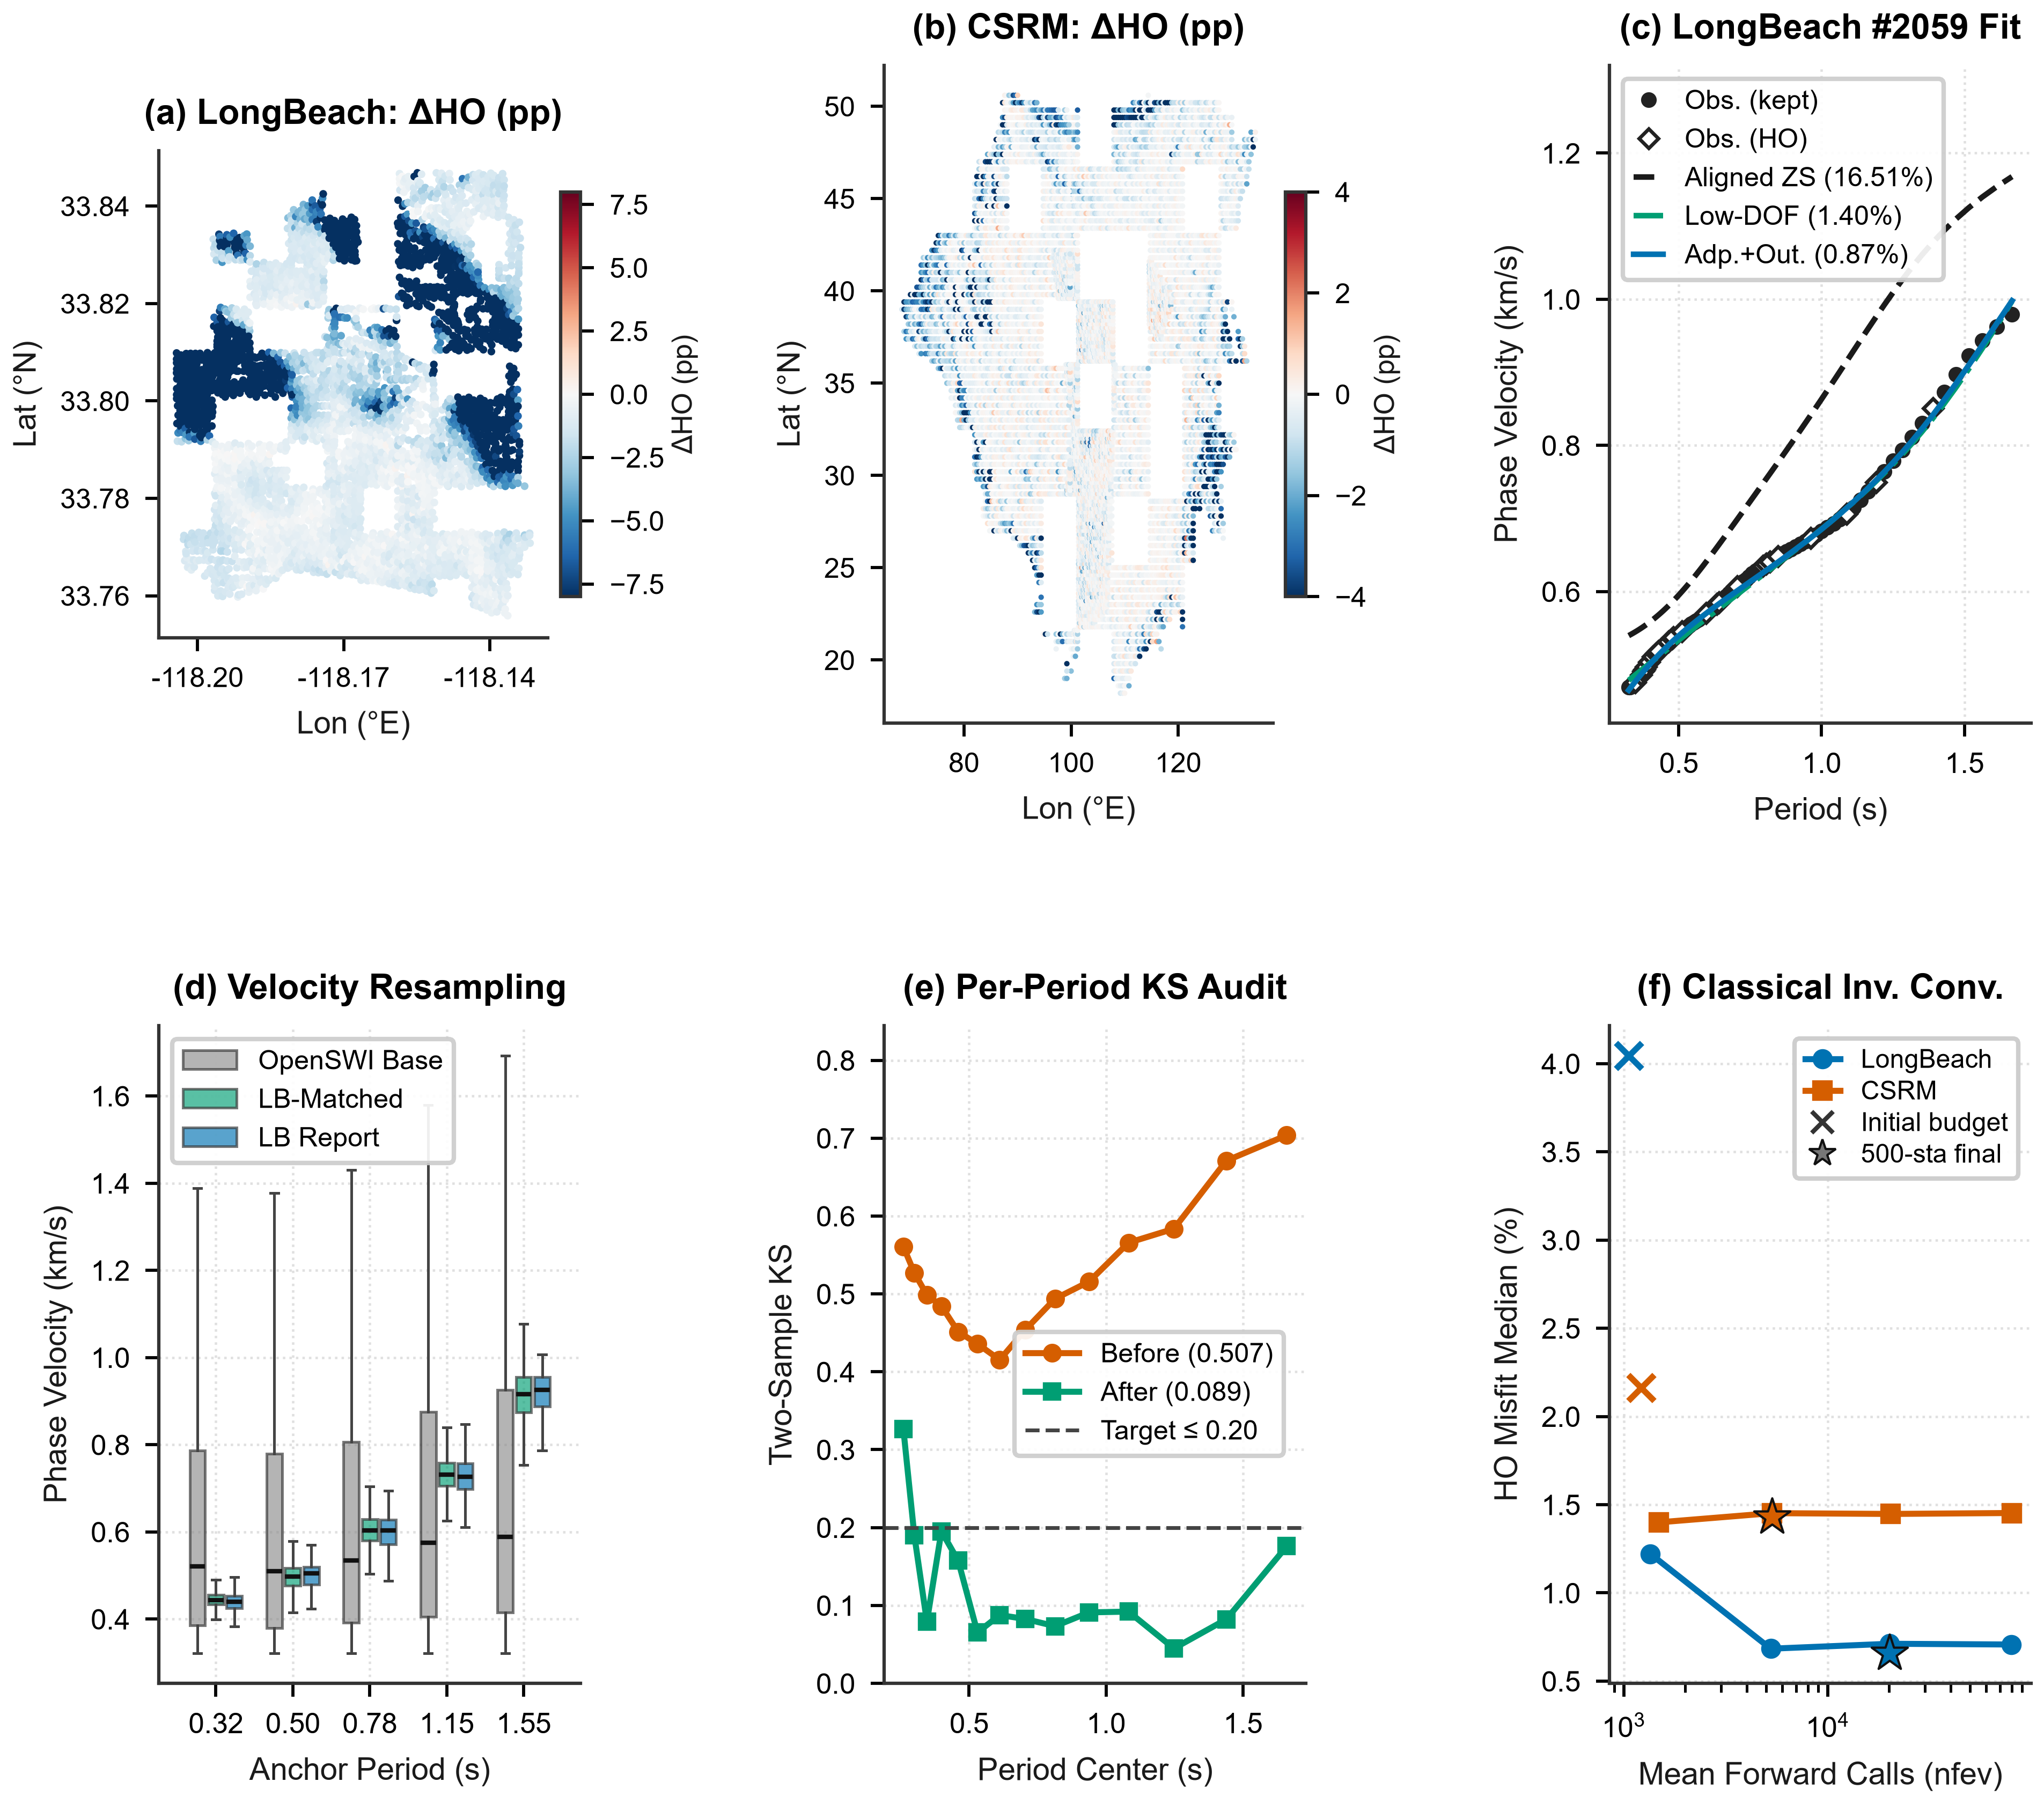 (a) LongBeach: ΔHO (pp)
33.84
33.82
33.80
33.78
33.76
Lat (°N)
-118.20
-118.17
-118.14
Lon (°E)
7.5
5.0
2.5
0.0
−2.5
−5.0
−7.5
ΔHO (pp)
(b) CSRM: ΔHO (pp)
50
45
40
35
30
25
20
Lat (°N)
80
100
120
Lon (°E)
4
2
0
−2
−4
ΔHO (pp)
(c) LongBeach #2059 Fit
Obs. (kept)
Obs. (HO)
Aligned ZS (16.51%)
Low-DOF (1.40%)
Adp.+Out. (0.87%)
1.2
1.0
0.8
0.6
Phase Velocity (km/s)
0.5
1.0
1.5
Period (s)
(d) Velocity Resampling
OpenSWI Base
LB-Matched
LB Report
1.6
1.4
1.2
1.0
0.8
0.6
0.4
Phase Velocity (km/s)
0.32
0.50
0.78
1.15
1.55
Anchor Period (s)
(e) Per-Period KS Audit
0.8
0.7
0.6
0.5
0.4
0.3
0.2
0.1
0.0
Two-Sample KS
Before (0.507)
After (0.089)
Target ≤ 0.20
0.5
1.0
1.5
Period Center (s)
(f) Classical Inv. Conv.
LongBeach
CSRM
Initial budget
500-sta final
4.0
3.5
3.0
2.5
2.0
1.5
1.0
0.5
HO Misfit Median (%)
10³
10⁴
Mean Forward Calls (nfev)